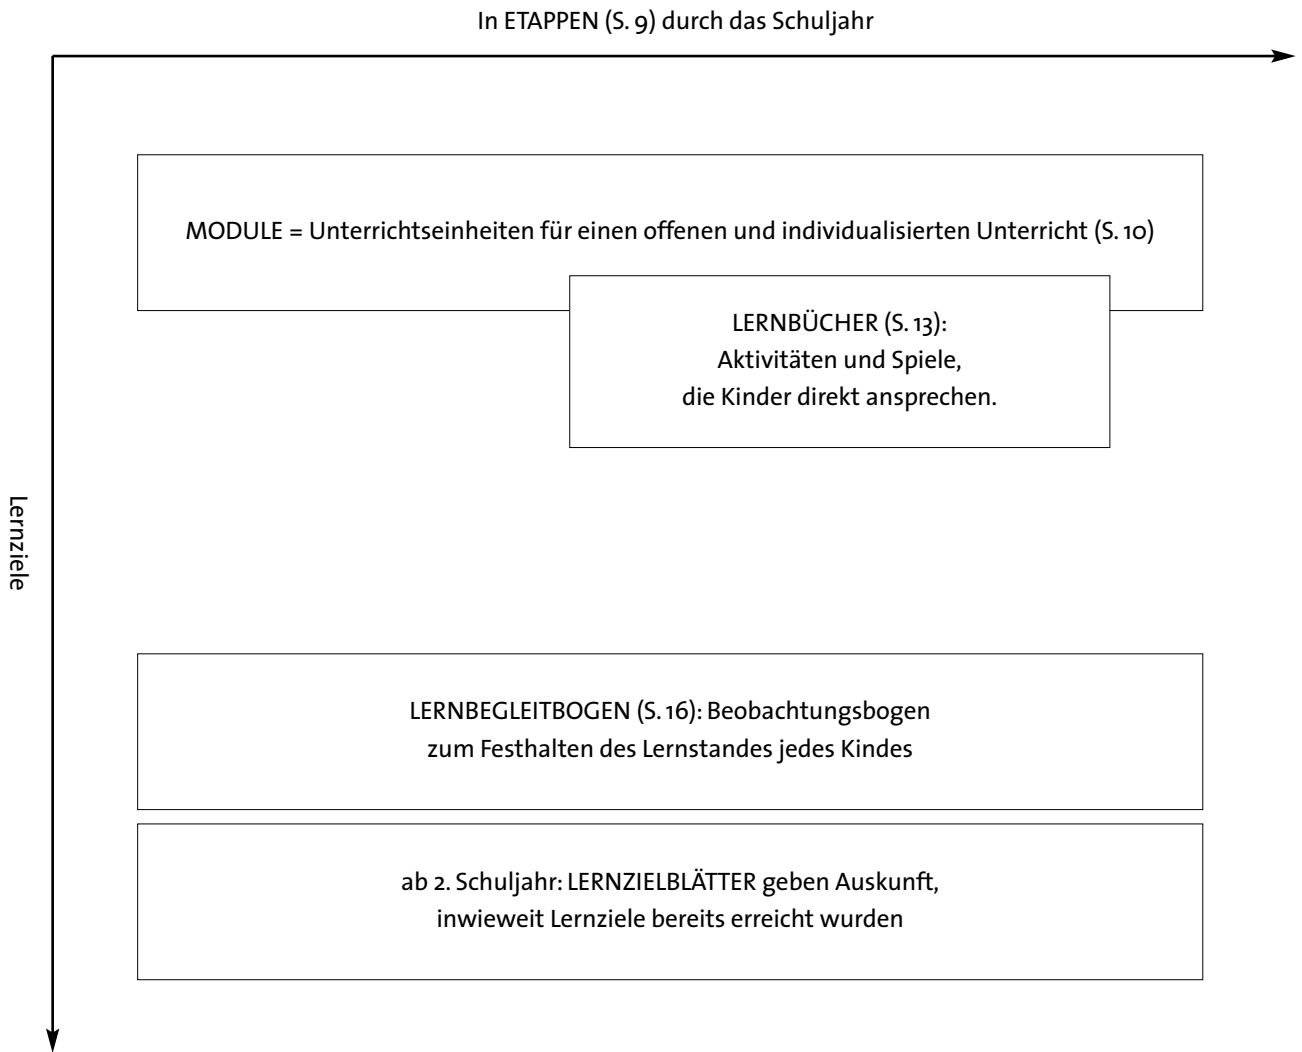 In ETAPPEN (S. 9) durch das Schuljahr
MODULE = Unterrichtseinheiten für einen offenen und individualisierten Unterricht (S. 10)
LERNBÜCHER (S. 13):
Aktivitäten und Spiele,
die Kinder direkt ansprechen.
Lernziele
LERNBEGLEITBOGEN (S. 16): Beobachtungsbogen
zum Festhalten des Lernstandes jedes Kindes
ab 2. Schuljahr: LERNZIELBLÄTTER geben Auskunft,
inwieweit Lernziele bereits erreicht wurden